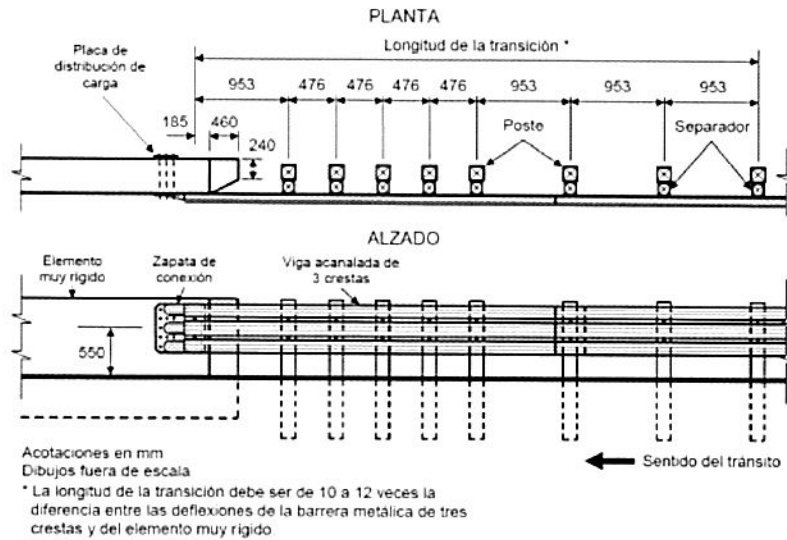 PLANTA
Placa de
distribución de
carga
Longitud de la transición *
953
476
476
476
476
953
953
953
185
460
240
Poste
Separador
ALZADO
Elemento
muy rígido
Zapata de
conexión
Viga acanalada de
3 crestas
550
Acotaciones en mm
Dibujos fuera de escala
Sentido del tránsito
* La longitud de la transición debe ser de 10 a 12 veces la
diferencia entre las deflexiones de la barrera metálica de tres
crestas y del elemento muy rígido